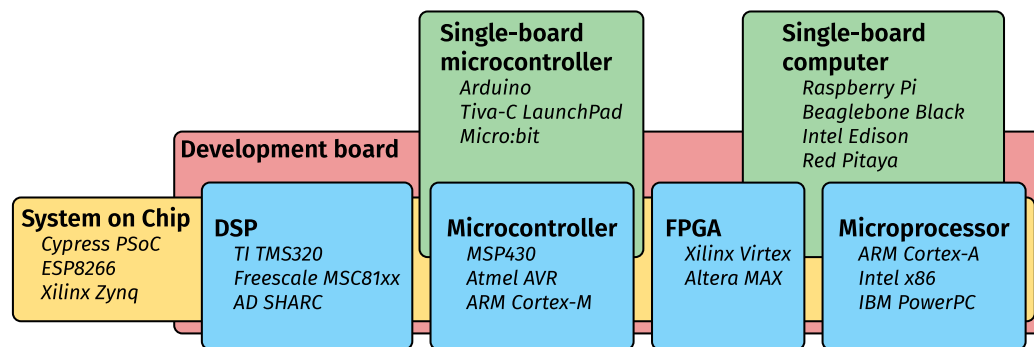 Single-board
microcontroller
Arduino
Tiva-C LaunchPad
Micro:bit
Single-board
computer
Raspberry Pi
Beaglebone Black
Intel Edison
Red Pitaya
Development board
System on Chip
Cypress PSoC
ESP8266
Xilinx Zynq
DSP
TI TMS320
Freescale MSC81xx
AD SHARC
Microcontroller
MSP430
Atmel AVR
ARM Cortex-M
FPGA
Xilinx Virtex
Altera MAX
Microprocessor
ARM Cortex-A
Intel x86
IBM PowerPC